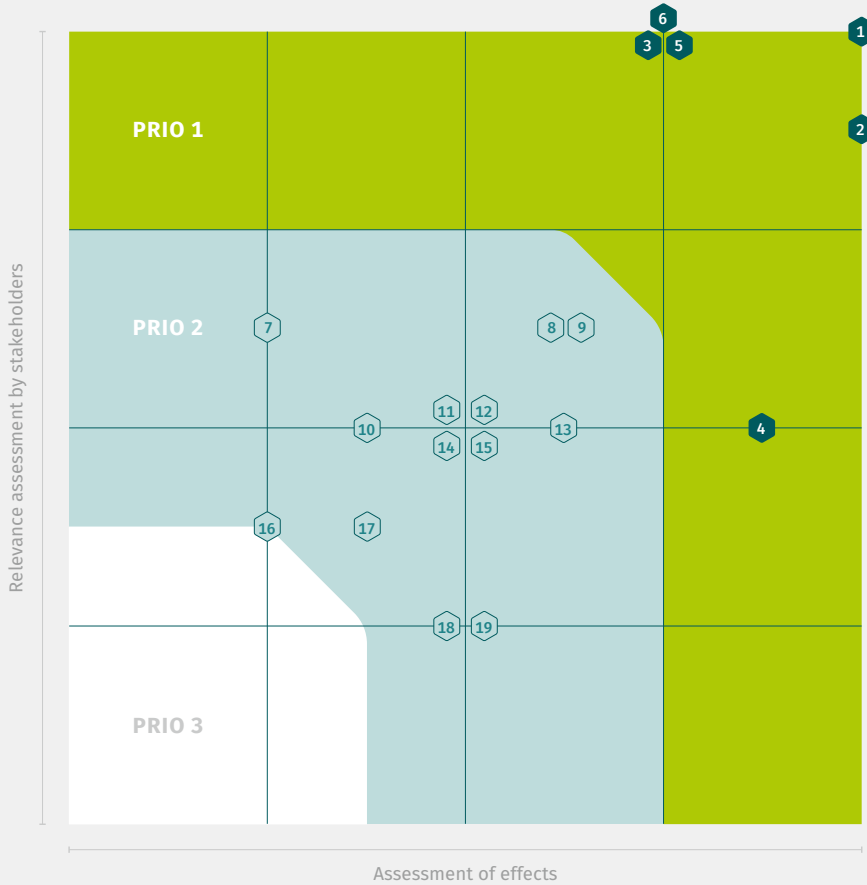 6
3 5 1
PRIO 1 2
Relevance assessment by stakeholders
PRIO 2 7 8 9
11 12
10 13 4
14 15
16 17
18 19
PRIO 3
Assessment of effects